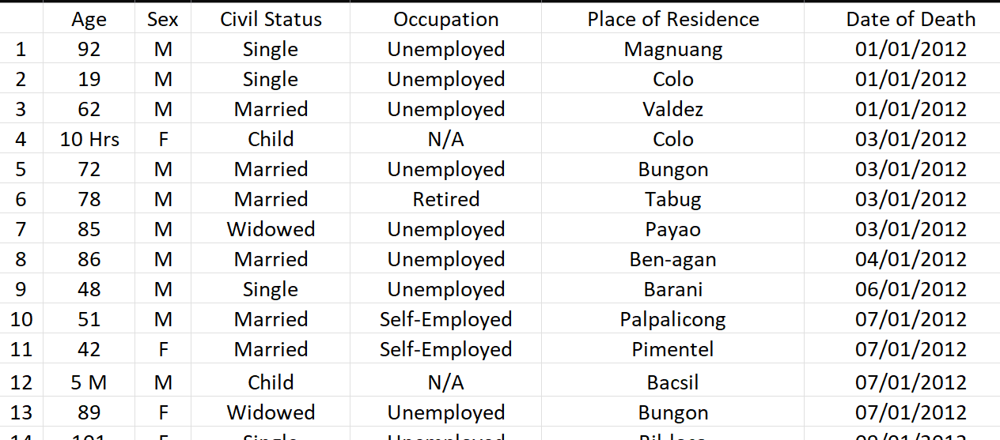 Age Sex Civil Status Occupation Place of Residence Date of Death
1 92 M Single Unemployed Magnuang 01/01/2012
2 19 M Single Unemployed Colo 01/01/2012
3 62 M Married Unemployed Valdez 01/01/2012
4 10 Hrs F Child N/A Colo 03/01/2012
5 72 M Married Unemployed Bungon 03/01/2012
6 78 M Married Retired Tabug 03/01/2012
7 85 M Widowed Unemployed Payao 03/01/2012
8 86 M Married Unemployed Ben-agan 04/01/2012
9 48 M Single Unemployed Barani 06/01/2012
10 51 M Married Self-Employed Palpalicong 07/01/2012
11 42 F Married Self-Employed Pimentel 07/01/2012
12 5 M M Child N/A Bacsil 07/01/2012
13 89 F Widowed Unemployed Bungon 07/01/2012
14 101 Single Unemployed